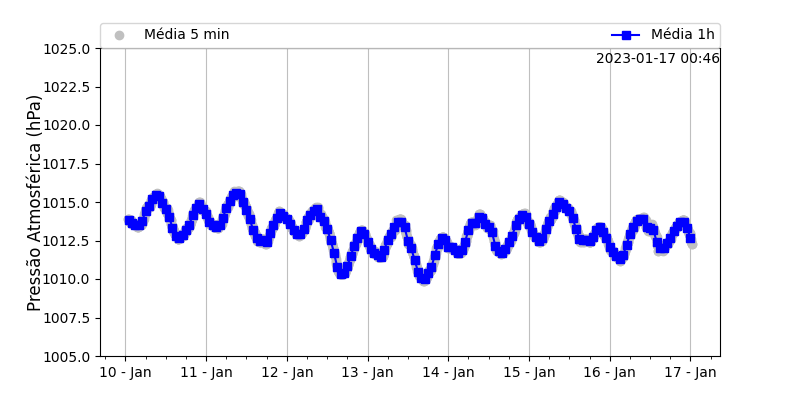 Média 5 min
Média 1h
2023-01-17 00:46
Pressão Atmosférica (hPa)
1025.0
1022.5
1020.0
1017.5
1015.0
1012.5
1010.0
1007.5
1005.0
10 - Jan
11 - Jan
12 - Jan
13 - Jan
14 - Jan
15 - Jan
16 - Jan
17 - Jan